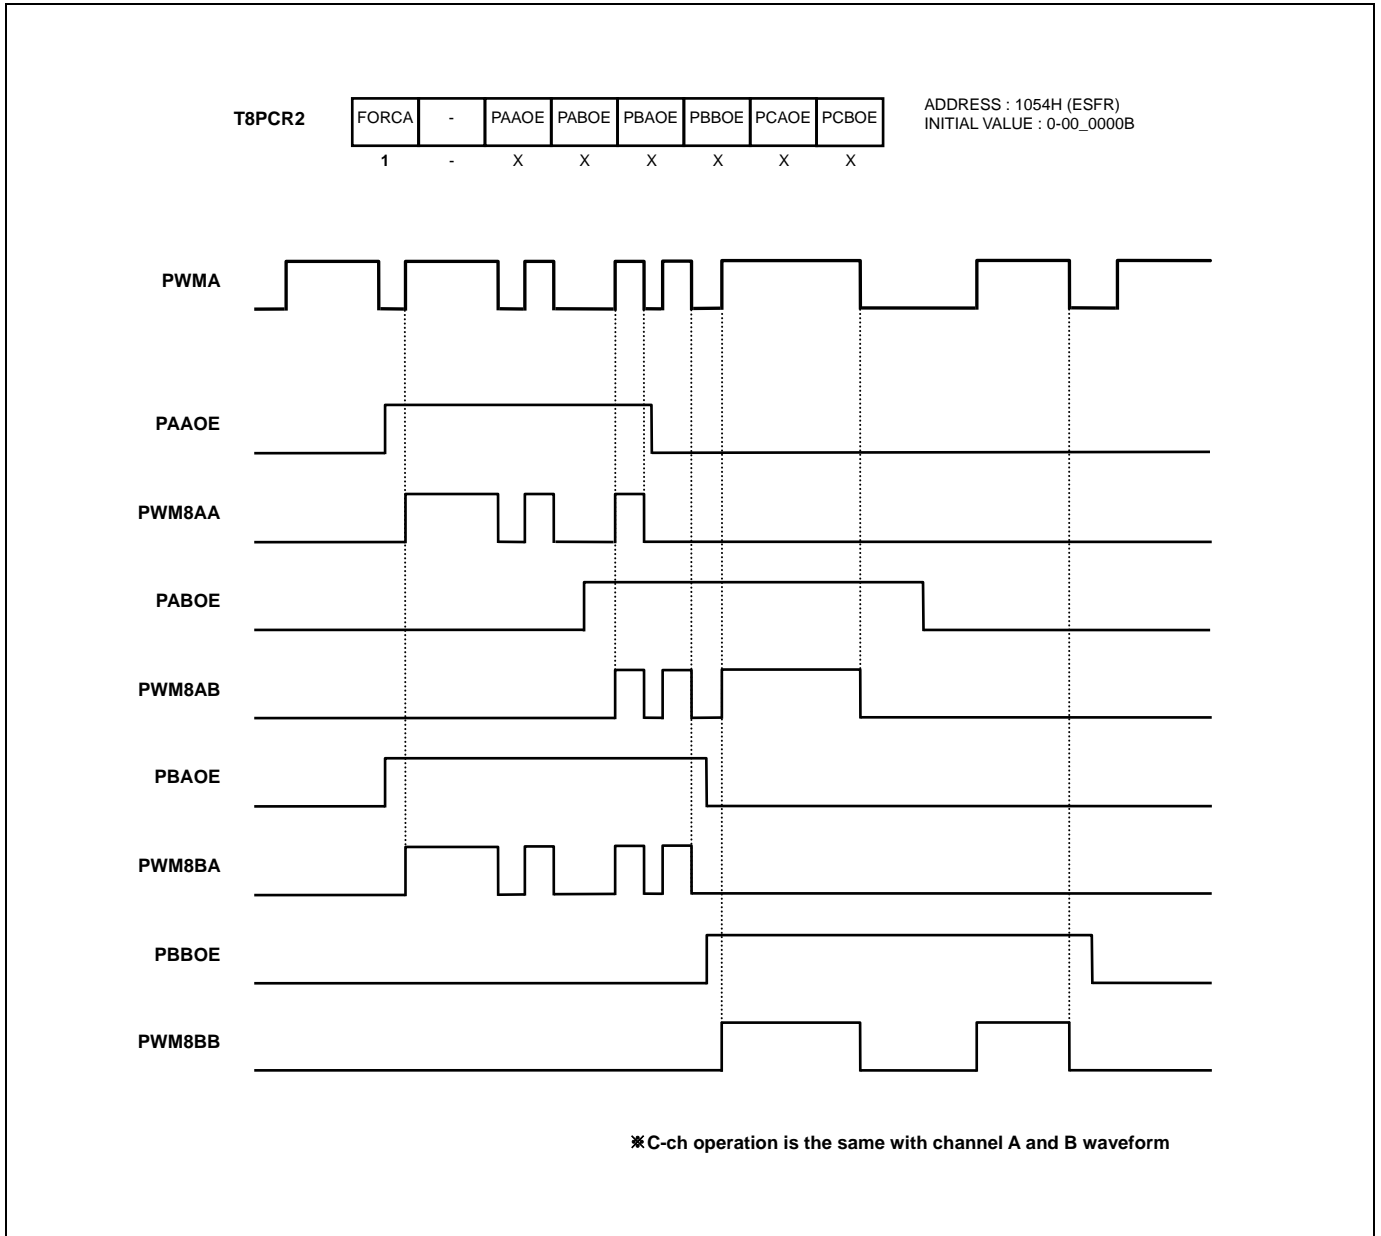 T8PCR2 FORCA - PAAOE PABOE PBAOE PBBOE PCAOE PCBOE ADDRESS : 1054H (ESFR)
INITIAL VALUE : 0-00_0000B
1 - X X X X X X
PWMA
PAAOE
PWM8AA
PABOE
PWM8AB
PBAOE
PWM8BA
PBBOE
PWM8BB
※C-ch operation is the same with channel A and B waveform